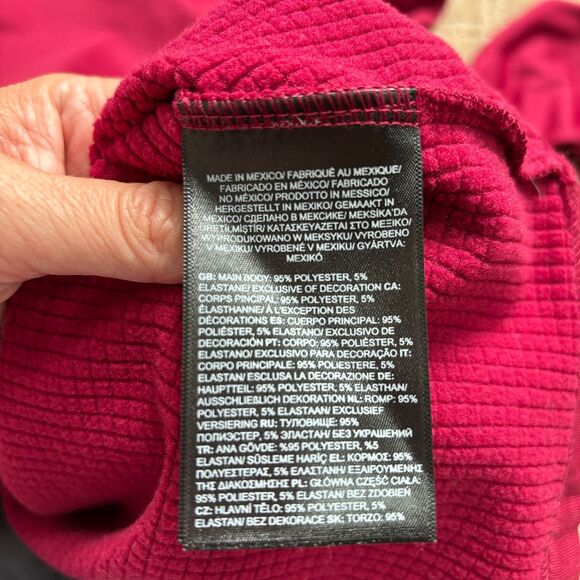 MADE IN MEXICO/ FABRIQUÉ AU MEXIQUE/
FABRICADO EN MÉXICO/ FABRICADO
NO MÉXICO/ PRODOTTO IN MESSICO/
HERGESTELLT IN MEXIKO/ GEMAAKT IN
MEXICO/ СДЕЛАНО В МЕКСИКЕ/ MEKSİKA'DA
ÜRETİLMİŞTİR/ ΚΑΤΑΣΚΕΥΑΖΕΤΑΙ ΣΤΟ ΜΕΞΙΚΟ/
WYPRODUKOWANO W MEKSYKU/ VYROBENO
V MEXIKU/ VYROBENÉ V MEXIKU/ GYÁRTVA:
MEXIKÓ
GB: MAIN BODY: 95% POLYESTER, 5%
ELASTANE/ EXCLUSIVE OF DECORATION CA:
CORPS PINCIPAL: 95% POLYESTER, 5%
ÉLASTHANNE/ À L'EXCEPTION DES
DÉCORATIONS ES: CUERPO PRINCIPAL: 95%
POLIÉSTER, 5% ELASTANO/ EXCLUSIVO DE
DECORACIÓN PT: CORPO: 95% POLIÉSTER, 5%
ELASTANO/ EXCLUSIVO PARA DECORAÇÃO IT:
CORPO PRINCIPALE: 95% POLIESTERE, 5%
ELASTAN/ ESCLUSA LA DECORAZIONE DE:
HAUPTTEIL: 95% POLYESTER, 5% ELASTHAN/
AUSSCHLIESSLICH DEKORATION NL: ROMP: 95%
POLYESTER, 5% ELASTAAN/ EXCLUSIEF
VERSIERING RU: ТУЛОВИЩЕ: 95%
ПОЛИЭСТЕР, 5% ЭЛАСТАН/ БЕЗ УКРАШЕНИЙ
TR: ANA GÖVDE: %95 POLYESTER, %5
ELASTAN/ SÜSLEME HARİÇ EL: ΚΟΡΜΟΣ: 95%
ΠΟΛΥΕΣΤΕΡΑΣ, 5% ΕΛΑΣΤΑΝΗ/ ΕΞΑΙΡΟΥΜΕΝΗΣ
ΤΗΣ ΔΙΑΚΟΣΜΗΣΗΣ PL: GŁÓWNA CZĘŚĆ CIAŁA:
95% POLIESTER, 5% ELASTAN/ BEZ ZDOBIEŃ
CZ: HLAVNÍ TĚLO: 95% POLYESTER, 5%
ELASTAN/ BEZ DEKORACE SK: TORZO: 95%